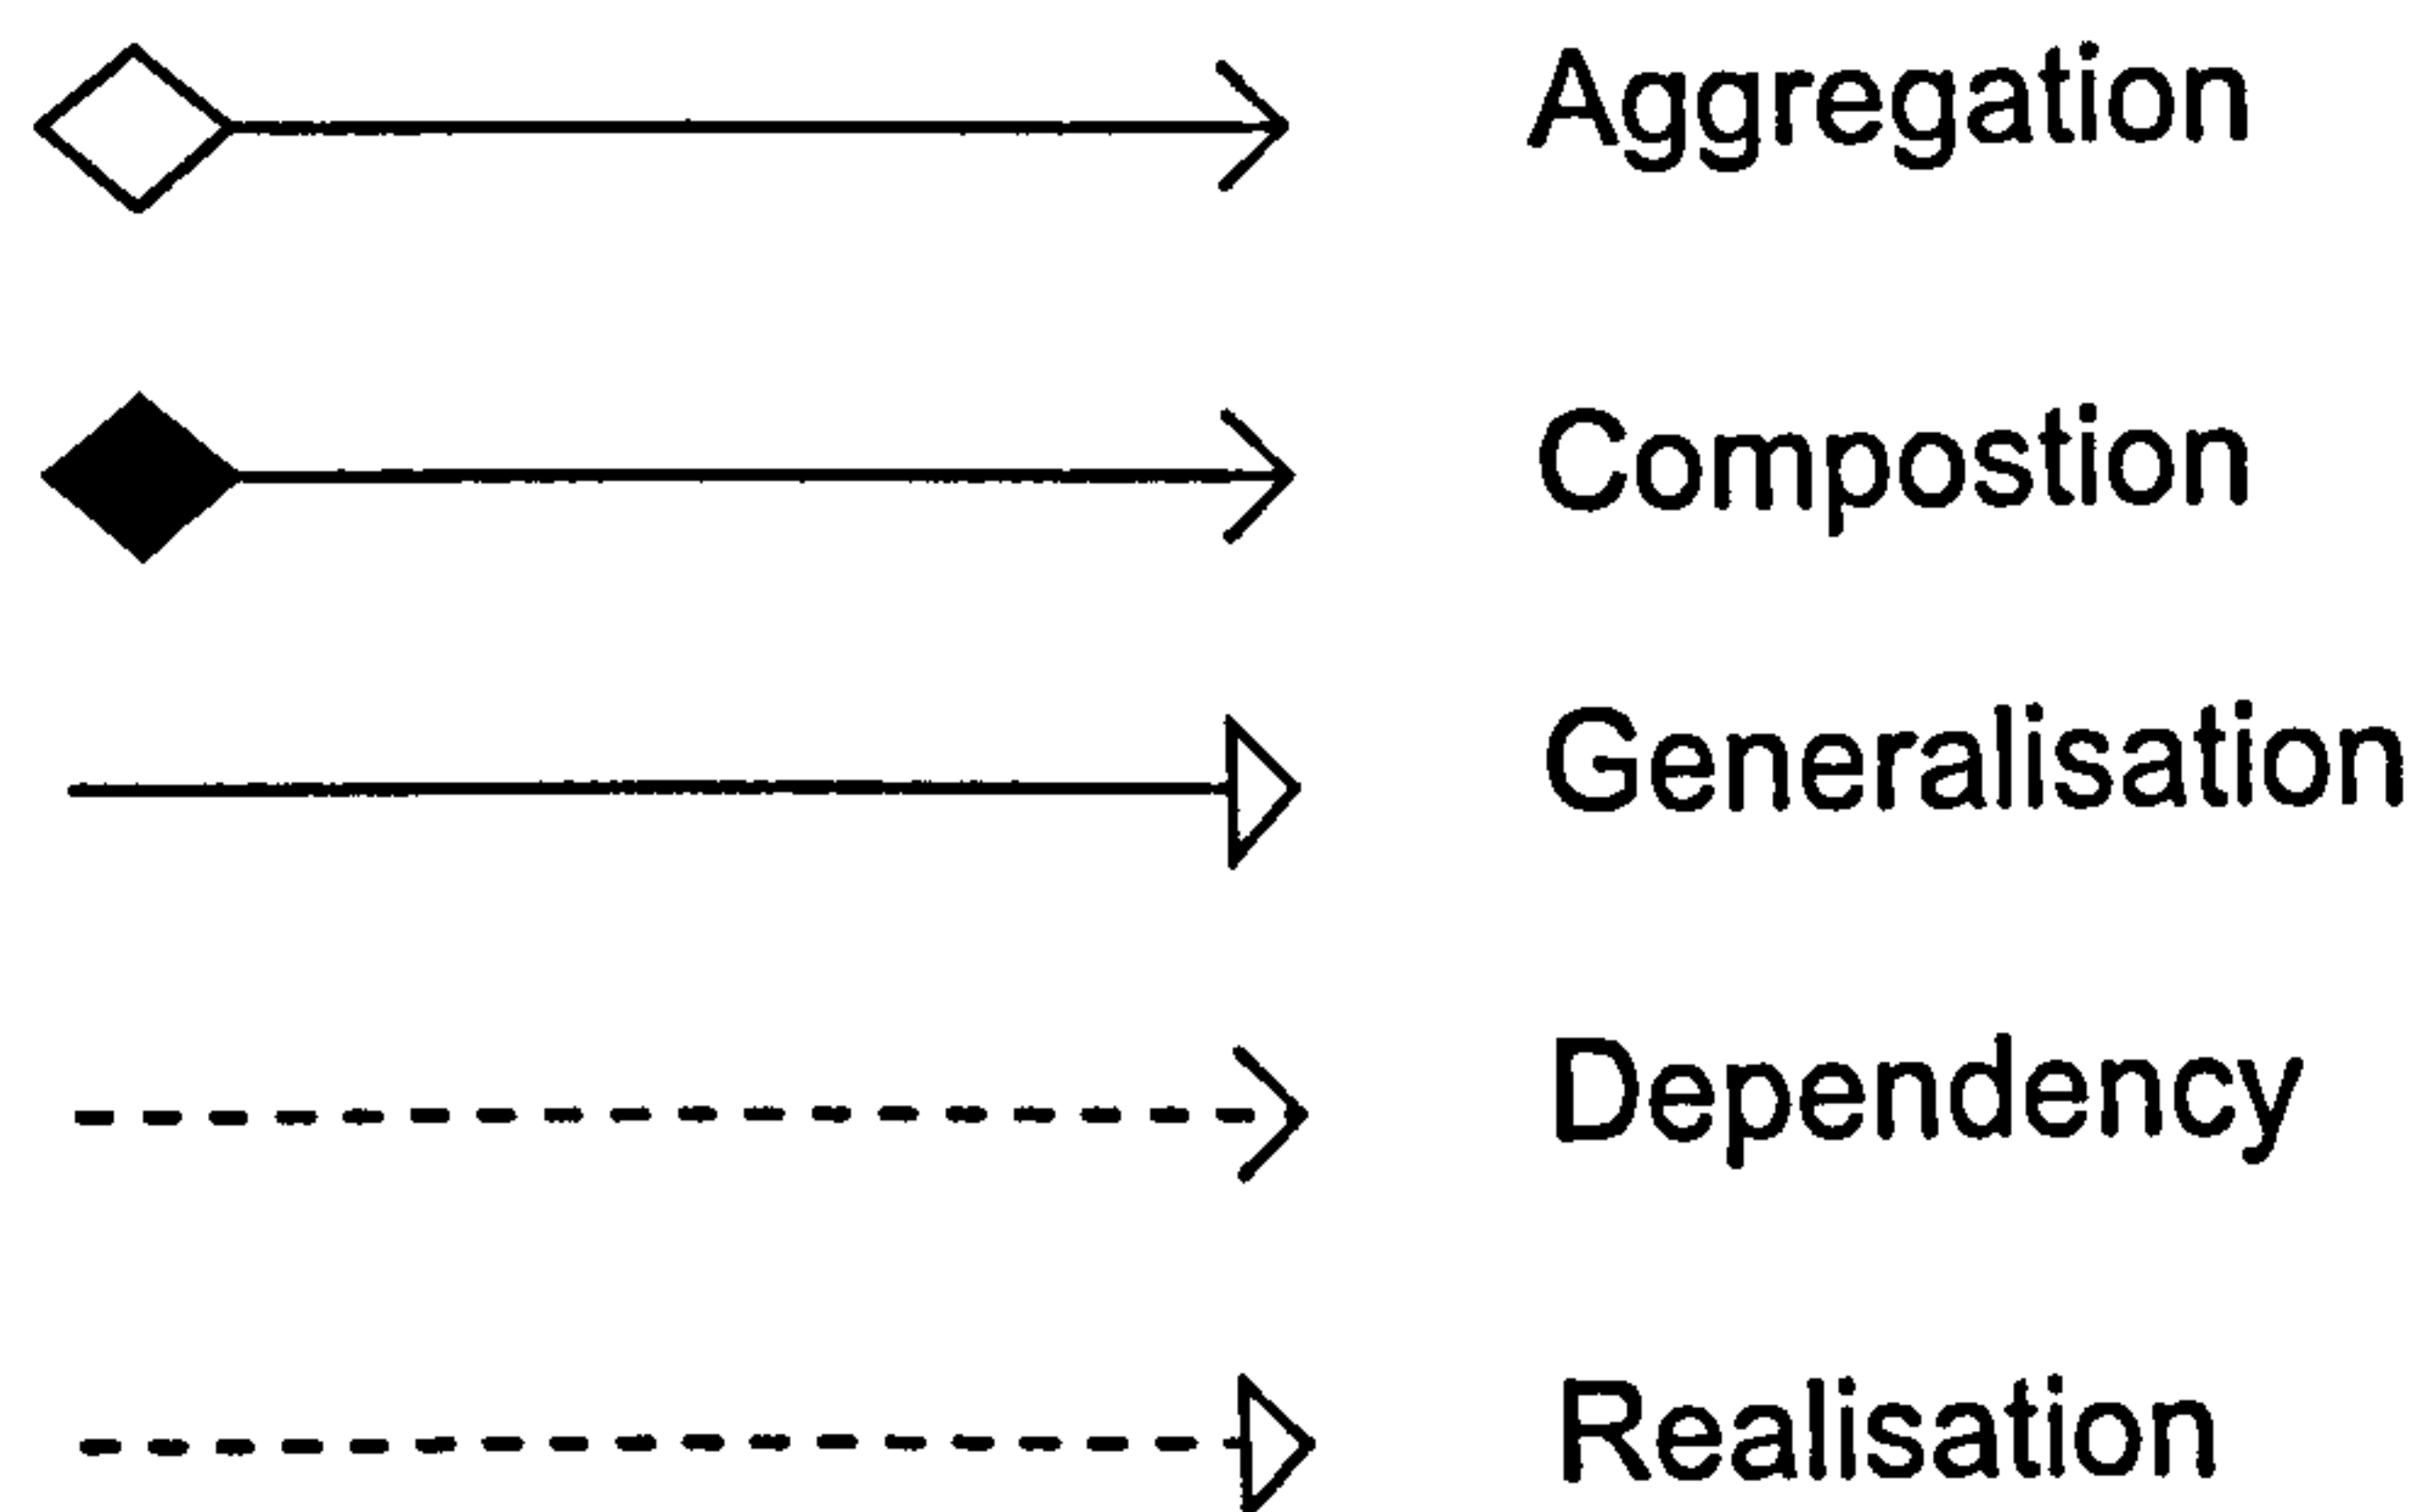 Aggregation
Compostion
Generalisation
Dependency
Realisation